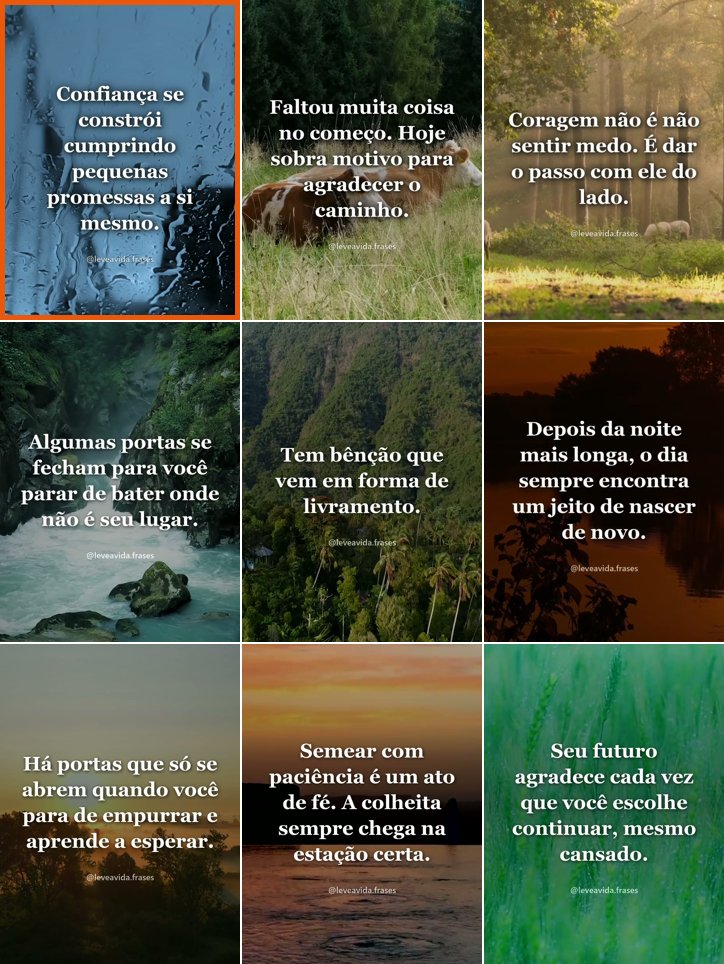 Confiança se
constrói
cumprindo
pequenas
promessas a si
mesmo.
@leveavida.frases
Faltou muita coisa
no começo. Hoje
sobra motivo para
agradecer o
caminho.
@leveavida.frases
Coragem não é não
sentir medo. É dar
o passo com ele do
lado.
@leveavida.frases
Algumas portas se
fecham para você
parar de bater onde
não é seu lugar.
@leveavida.frases
Tem bênção que
vem em forma de
livramento.
@leveavida.frases
Depois da noite
mais longa, o dia
sempre encontra
um jeito de nascer
de novo.
@leveavida.frases
Há portas que só se
abrem quando você
para de empurrar e
aprende a esperar.
@leveavida.frases
Semear com
paciência é um ato
de fé. A colheita
sempre chega na
estação certa.
@leveavida.frases
Seu futuro
agradece cada vez
que você escolhe
continuar, mesmo
cansado.
@leveavida.frases